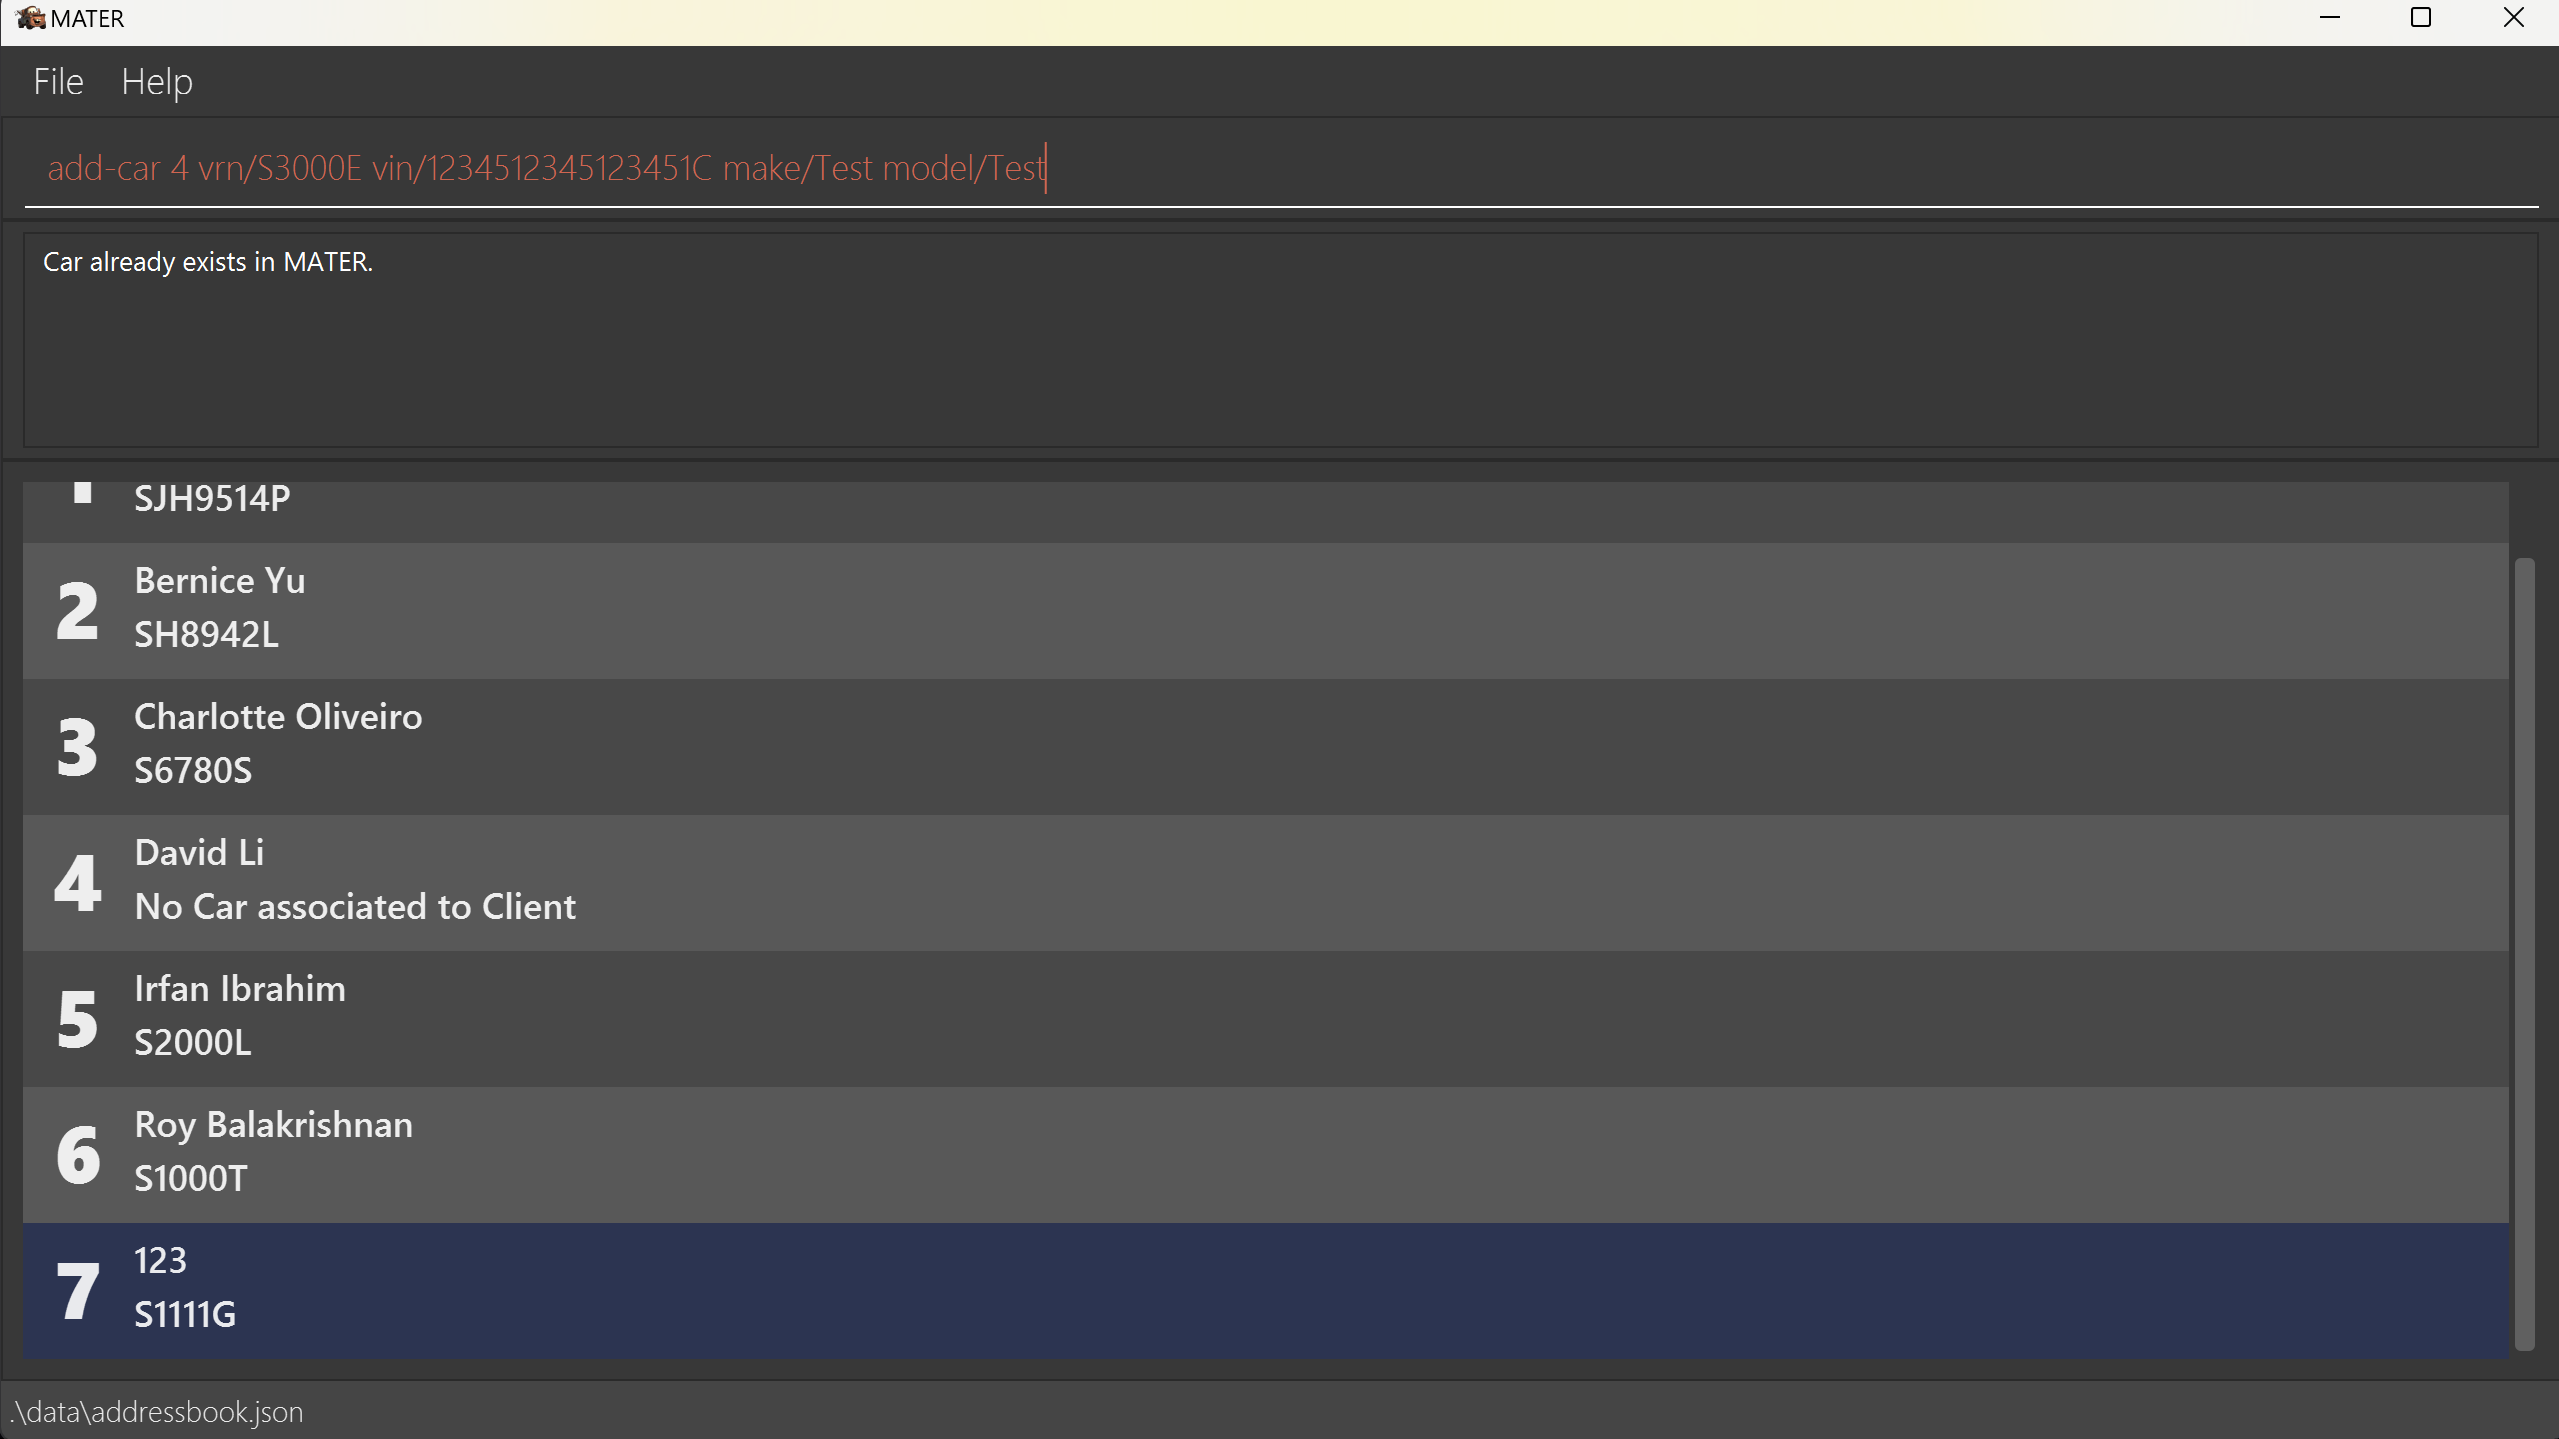 MATER
File Help
add-car 4 vrn/S3000E vin/1234512345123451C make/Test model/Test
Car already exists in MATER.
SJH9514P
2
Bernice Yu
SH8942L
3
Charlotte Oliveiro
S6780S
4
David Li
No Car associated to Client
5
Irfan Ibrahim
S2000L
6
Roy Balakrishnan
S1000T
7
123
S1111G
.\data\addressbook.json